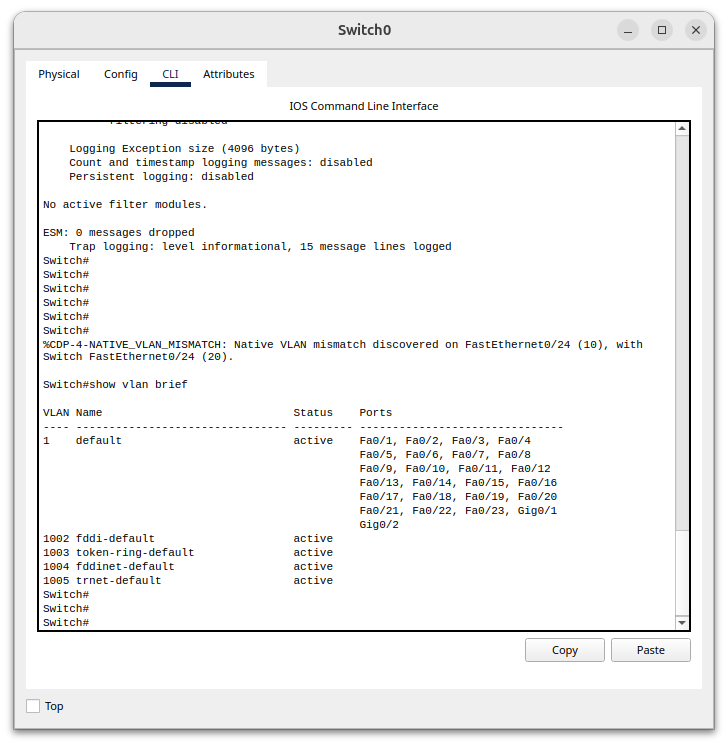 Switch0
Physical Config CLI Attributes
IOS Command Line Interface
filtering disabled
Logging Exception size (4096 bytes)
Count and timestamp logging messages: disabled
Persistent logging: disabled
No active filter modules.
ESM: 0 messages dropped
Trap logging: level informational, 15 message lines logged
Switch#
Switch#
Switch#
Switch#
Switch#
Switch#
%CDP-4-NATIVE_VLAN_MISMATCH: Native VLAN mismatch discovered on FastEthernet0/24 (10), with
Switch FastEthernet0/24 (20).
Switch#show vlan brief
VLAN Name                             Status    Ports
---- -------------------------------- --------- -------------------------------
1    default                          active    Fa0/1, Fa0/2, Fa0/3, Fa0/4
                                                Fa0/5, Fa0/6, Fa0/7, Fa0/8
                                                Fa0/9, Fa0/10, Fa0/11, Fa0/12
                                                Fa0/13, Fa0/14, Fa0/15, Fa0/16
                                                Fa0/17, Fa0/18, Fa0/19, Fa0/20
                                                Fa0/21, Fa0/22, Fa0/23, Gig0/1
                                                Gig0/2
1002 fddi-default                     active
1003 token-ring-default               active
1004 fddinet-default                  active
1005 trnet-default                    active
Switch#
Switch#
Switch#
Copy Paste
Top